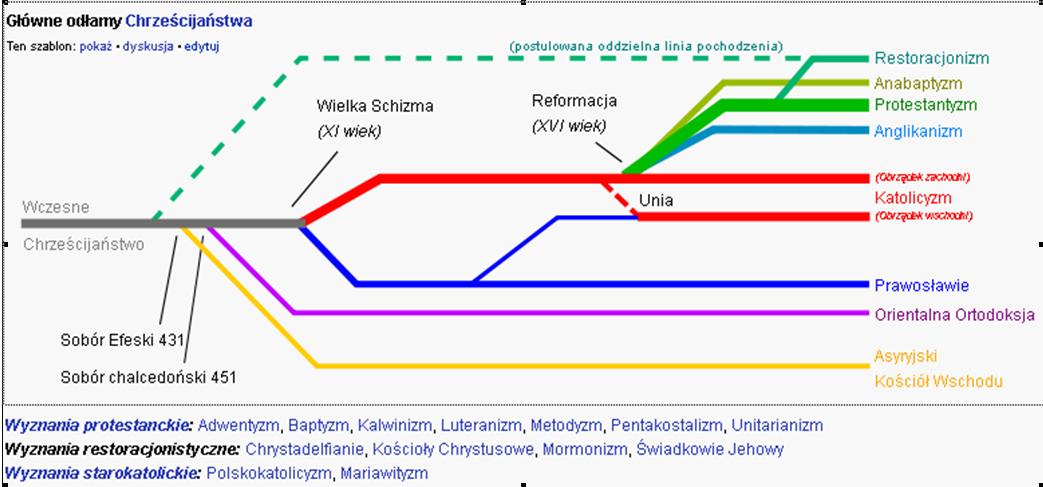 Główne odłamy Chrześcijaństwa
Ten szablon: pokaż • dyskusja • edytuj
(postulowana oddzielna linia pochodzenia)
Restoracjonizm
Anabaptyzm
Protestantyzm
Anglikanizm
Wielka Schizma
(XI wiek)
Reformacja
(XVI wiek)
(Obrządek zachodni)
Katolicyzm
(Obrządek wschodni)
Unia
Wczesne
Chrześcijaństwo
Prawosławie
Orientalna Ortodoksja
Sobór Efeski 431
Sobór chalcedoński 451
Asyryjski
Kościół Wschodu
Wyznania protestanckie: Adwentyzm, Baptyzm, Kalwinizm, Luteranizm, Metodyzm, Pentakostalizm, Unitarianizm
Wyznania restoracjonistyczne: Chrystadelfianie, Kościoły Chrystusowe, Mormonizm, Świadkowie Jehowy
Wyznania starokatolickie: Polskokatolicyzm, Mariawityzm